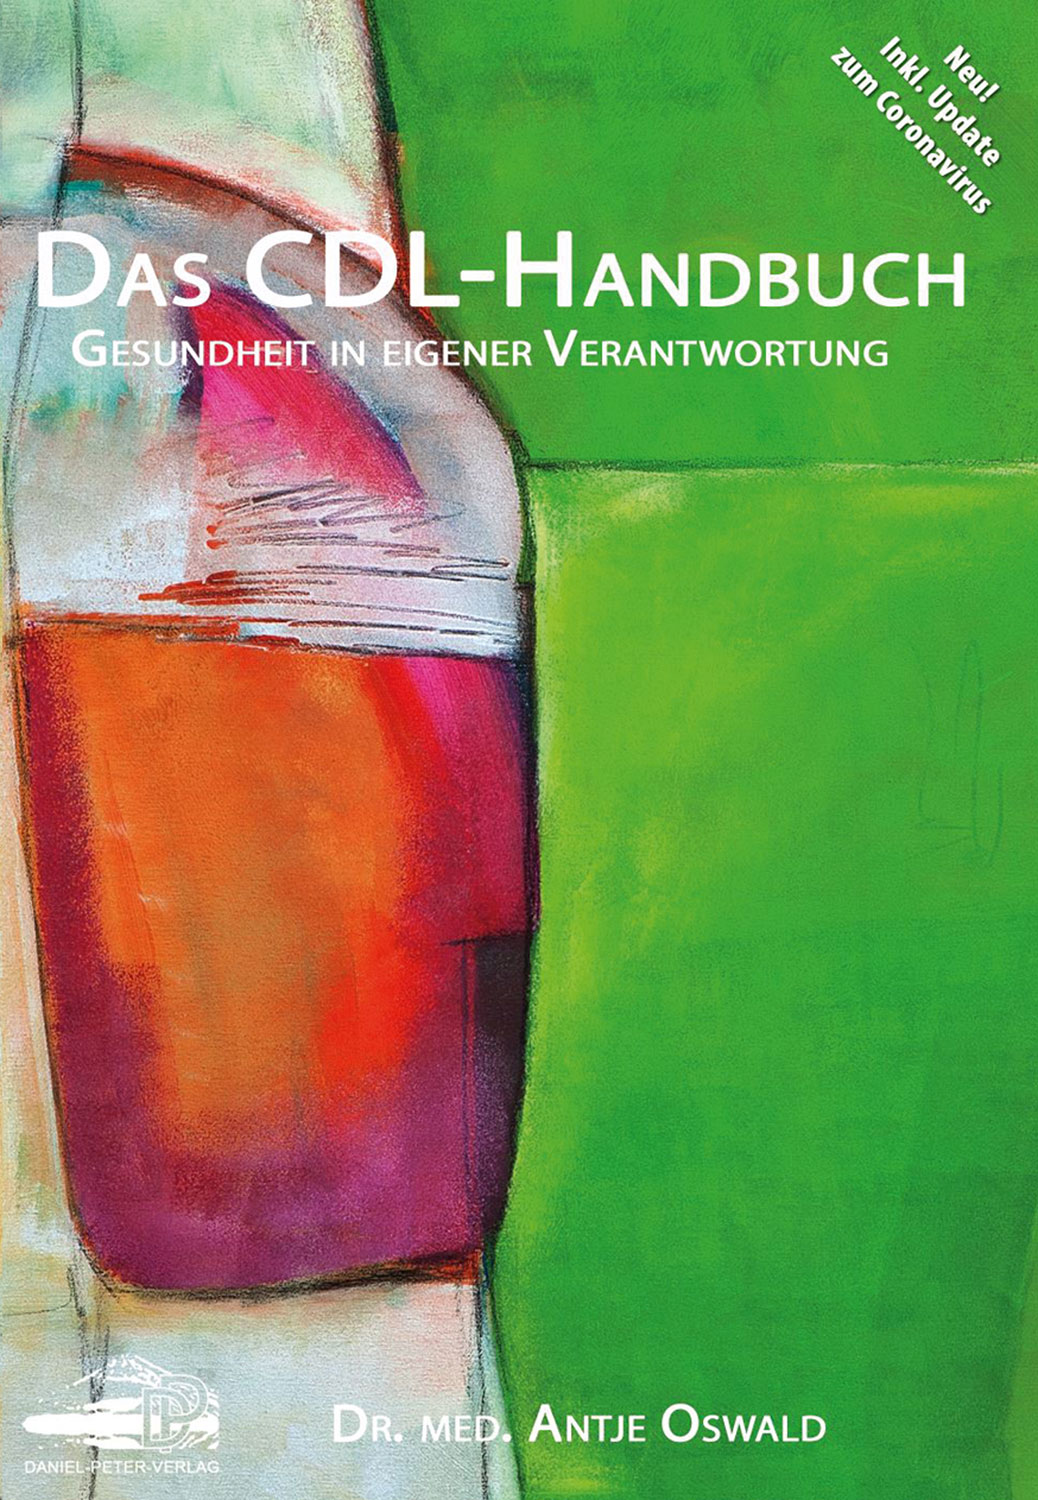 Neu!
Inkl. Update
zum Coronavirus
Das CDL-Handbuch
Gesundheit in eigener Verantwortung
DP
Daniel-Peter-Verlag
Dr. med. Antje Oswald